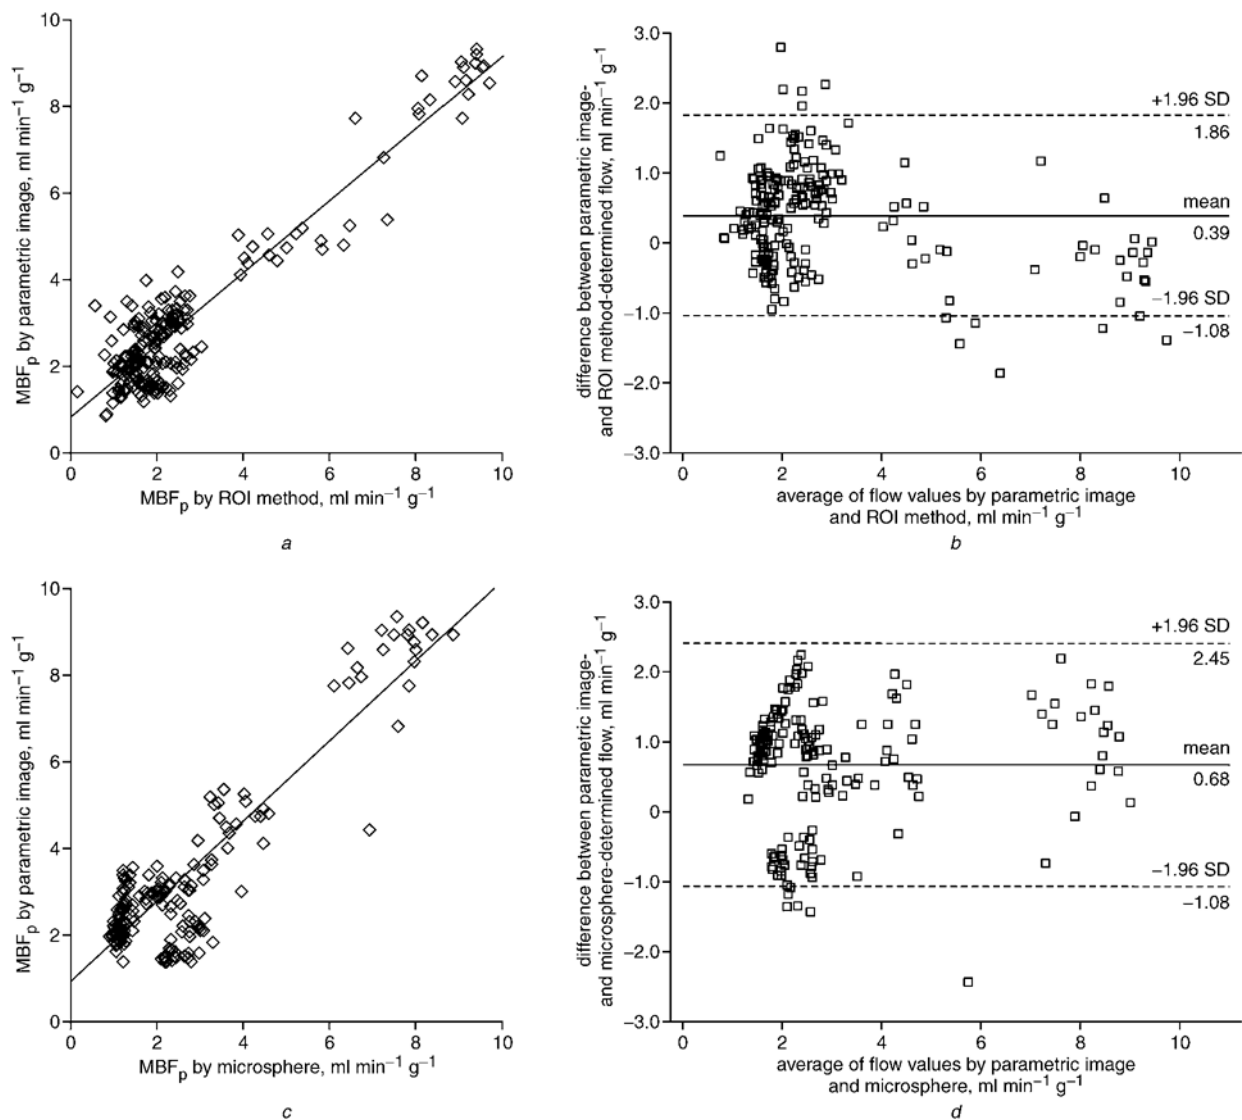 10
8
6
4
2
0
MBFp by parametric image, ml min−1 g−1
0 2 4 6 8 10
MBFp by ROI method, ml min−1 g−1
a
3.0
2.0
1.0
0
−1.0
−2.0
−3.0
difference between parametric image-
and ROI method-determined flow, ml min−1 g−1
+1.96 SD
1.86
mean
0.39
−1.96 SD
−1.08
0 2 4 6 8 10
average of flow values by parametric image
and ROI method, ml min−1 g−1
b
10
8
6
4
2
0
MBFp by parametric image, ml min−1 g−1
0 2 4 6 8 10
MBFp by microsphere, ml min−1 g−1
c
3.0
2.0
1.0
0
−1.0
−2.0
−3.0
difference between parametric image-
and microsphere-determined flow, ml min−1 g−1
+1.96 SD
2.45
mean
0.68
−1.96 SD
−1.08
0 2 4 6 8 10
average of flow values by parametric image
and microsphere, ml min−1 g−1
d